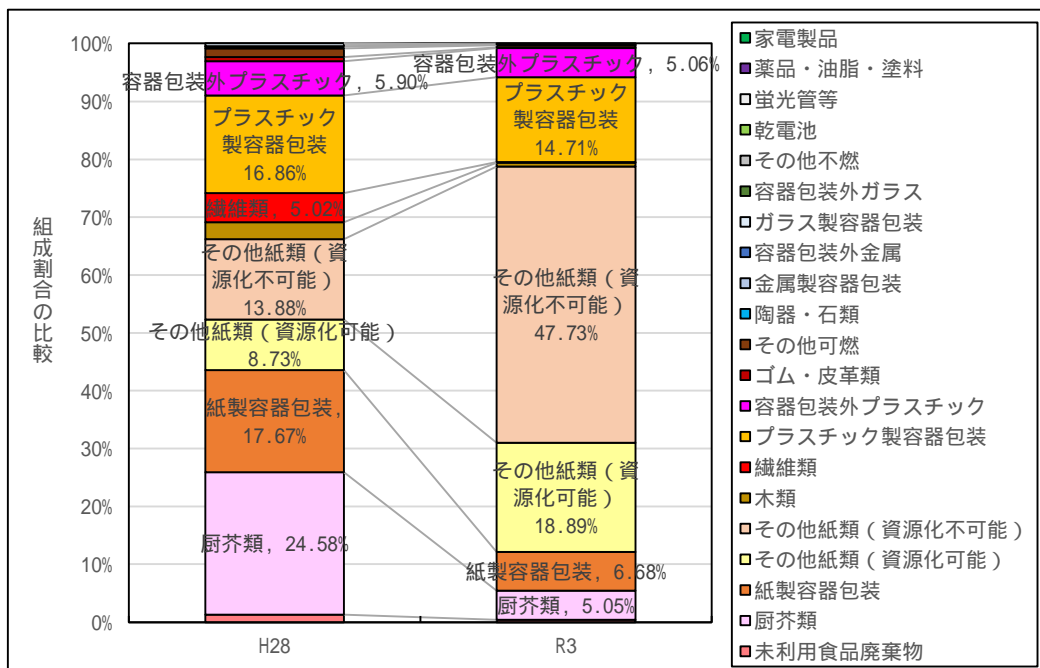 組成割合の比較
100%
90%
80%
70%
60%
50%
40%
30%
20%
10%
0%
容器包装外プラスチック, 5.90%
プラスチック
製容器包装
16.86%
繊維類, 5.02%
その他紙類（資
源化不可能）
13.88%
その他紙類（資源化可能）
8.73%
紙製容器包装,
17.67%
厨芥類, 24.58%
H28
容器包装外プラスチック, 5.06%
プラスチック
製容器包装
14.71%
その他紙類（資
源化不可能）
47.73%
その他紙類（資
源化可能）
18.89%
紙製容器包装, 6.68%
厨芥類, 5.05%
R3
家電製品
薬品・油脂・塗料
蛍光管等
乾電池
その他不燃
容器包装外ガラス
ガラス製容器包装
容器包装外金属
金属製容器包装
陶器・石類
その他可燃
ゴム・皮革類
容器包装外プラスチック
プラスチック製容器包装
繊維類
木類
その他紙類（資源化不可能）
その他紙類（資源化可能）
紙製容器包装
厨芥類
未利用食品廃棄物